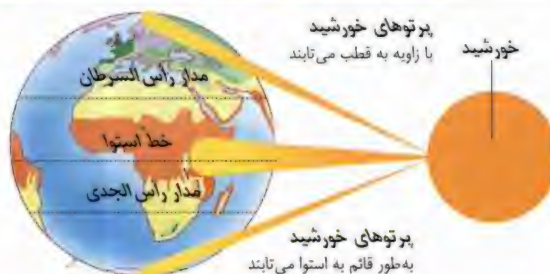 پرتوهای خورشید
با زاویه به قطب می‌تابند
خورشید
مدار رأس السرطان
خط استوا
مدار رأس الجدی
پرتوهای خورشید
به‌طور قائم به استوا می‌تابند